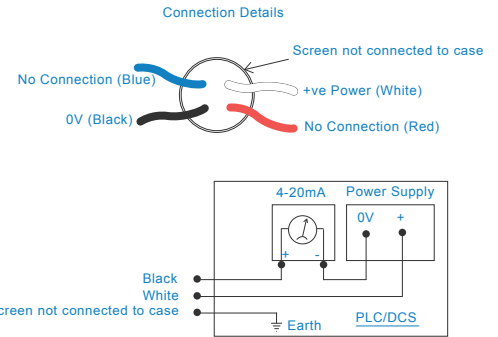 Connection Details
Screen not connected to case
No Connection (Blue)
+ve Power (White)
0V (Black)
No Connection (Red)
4-20mA
Power Supply
0V +
+ -
Black
White
creen not connected to case
Earth
PLC/DCS